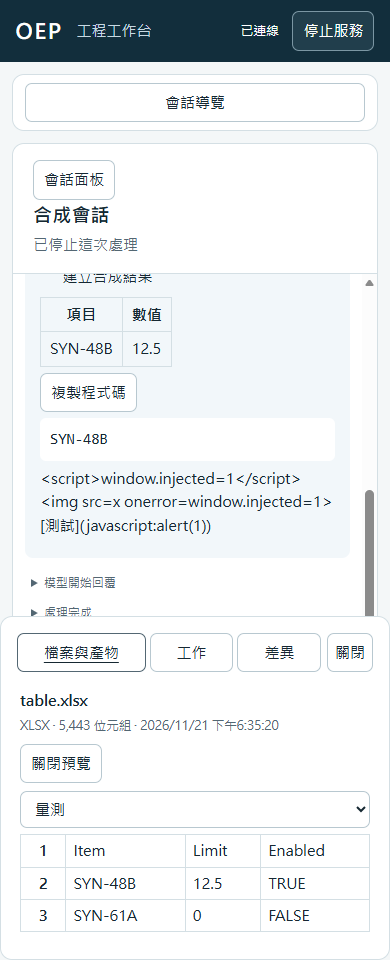 OEP 工程工作台 已連線 停止服務
會話導覽
會話面板
合成會話
已停止這次處理
建立合成結果
項目 數值
SYN-48B 12.5
複製程式碼
SYN-48B
<script>window.injected=1</script>
<img src=x onerror=window.injected=1>
[測試](javascript:alert(1))
模型開始回覆
處理完成
檔案與產物 工作 差異 關閉
table.xlsx
XLSX · 5,443 位元組 · 2026/11/21 下午6:35:20
關閉預覽
量測
1 Item Limit Enabled
2 SYN-48B 12.5 TRUE
3 SYN-61A 0 FALSE